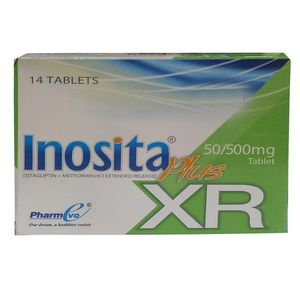 14 TABLETS
Inosita® Plus
50/500mg
Tablet
[SITAGLIPTIN + METFORMIN HCl EXTENDED RELEASE]
XR
PharmEvo
Our dream, a healthier society